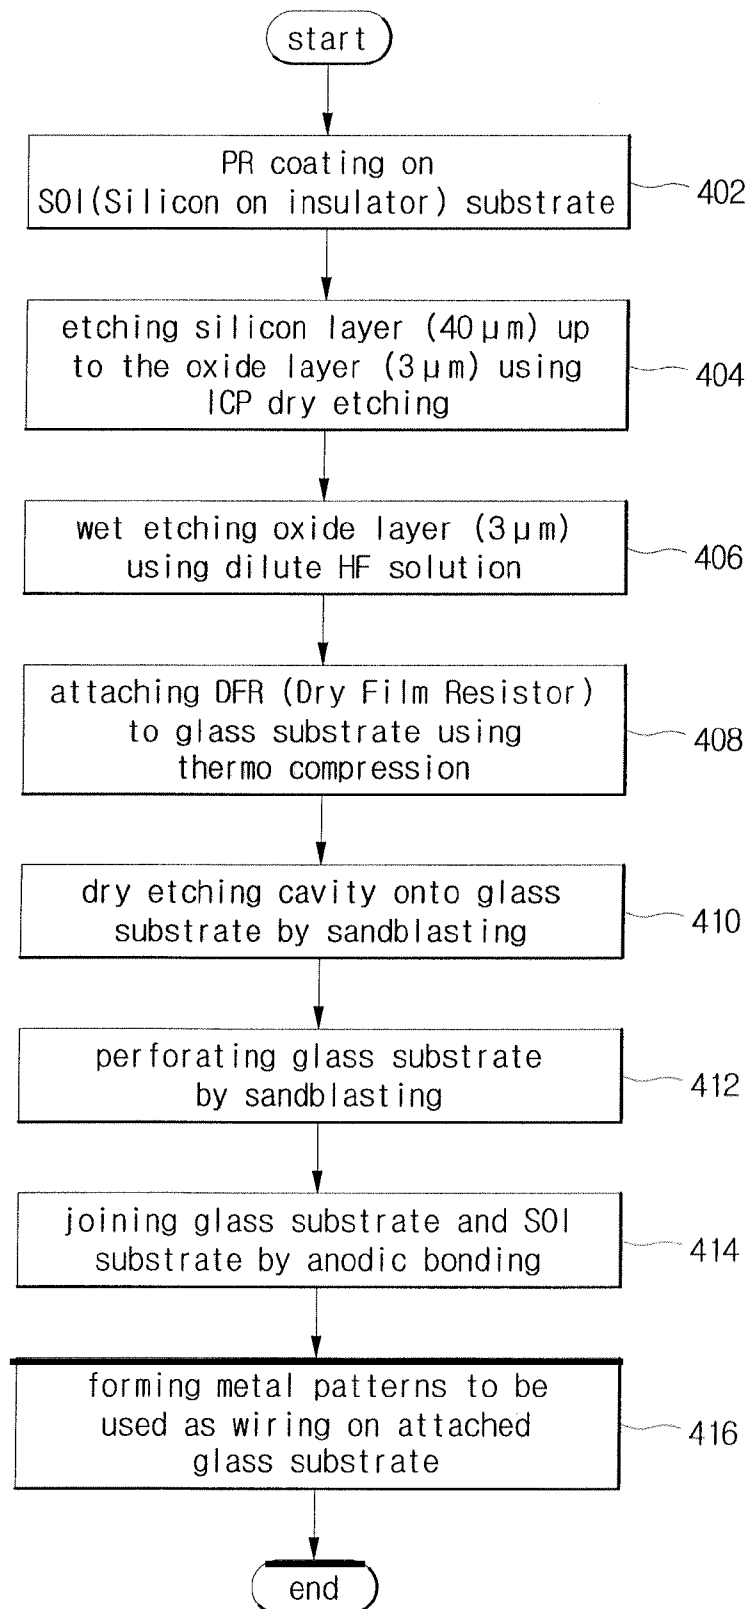 start
PR coating on
SOI(Silicon on insulator) substrate
402
etching silicon layer (40μm) up
to the oxide layer (3μm) using
ICP dry etching
404
wet etching oxide layer (3μm)
using dilute HF solution
406
attaching DFR (Dry Film Resistor)
to glass substrate using
thermo compression
408
dry etching cavity onto glass
substrate by sandblasting
410
perforating glass substrate
by sandblasting
412
joining glass substrate and SOI
substrate by anodic bonding
414
forming metal patterns to be
used as wiring on attached
glass substrate
416
end